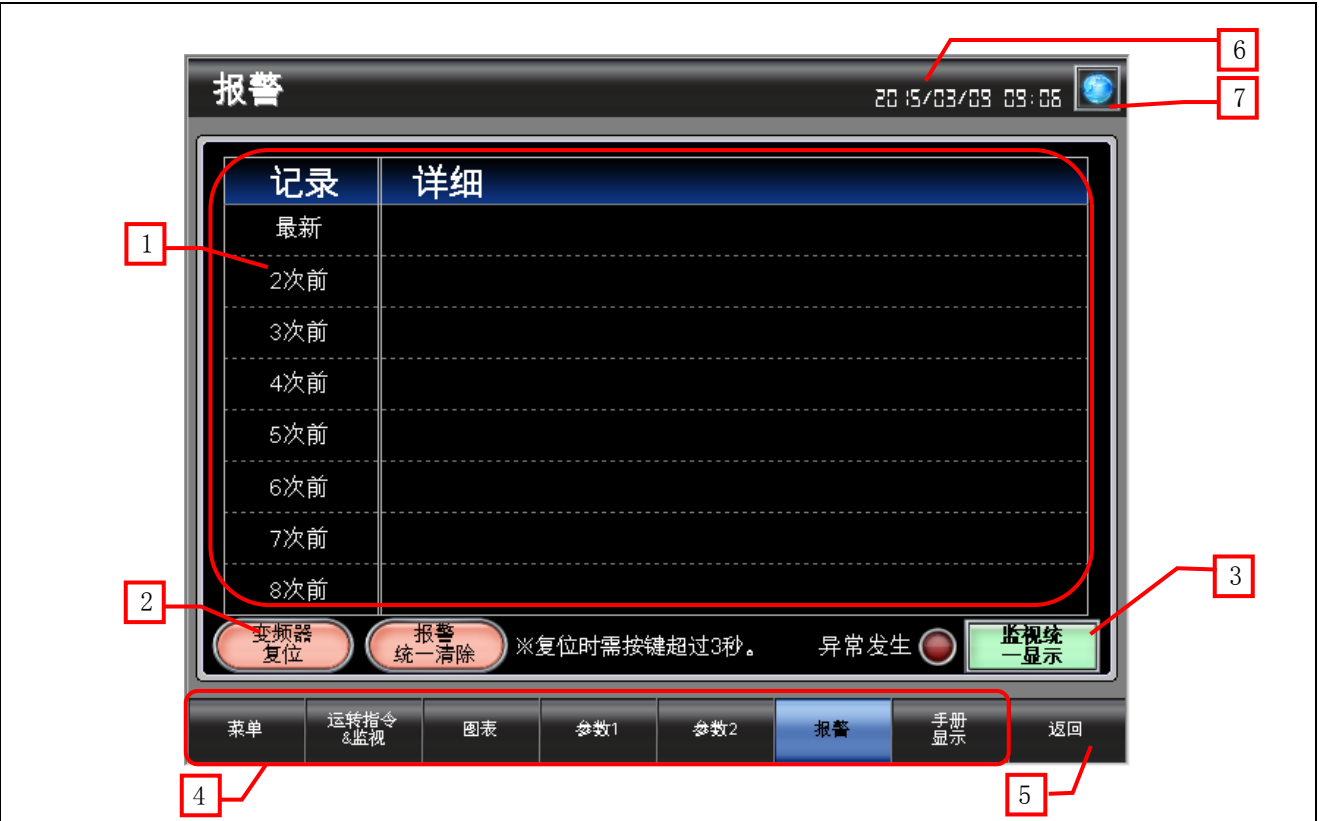 6
报警
2015/03/09 09:06
7
记录 详细
最新
1
2次前
3次前
4次前
5次前
6次前
7次前
3
8次前
2
变频器
复位
报警
统一清除
※复位时需按键超过3秒。
异常发生
监视统
一显示
菜单
运转指令
&监视
图表
参数1
参数2
报警
手册
显示
返回
4
5